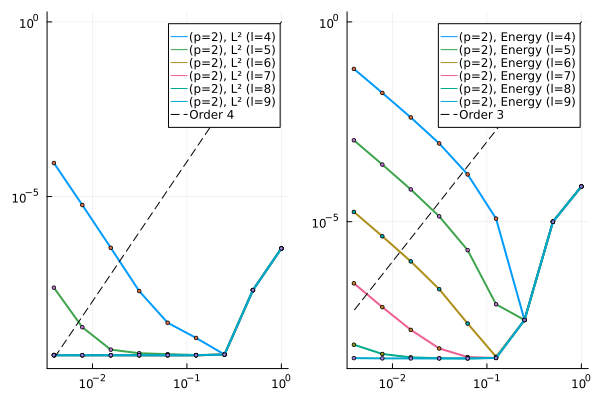 10⁰
10⁻⁵
10⁻²
10⁻¹
10⁰
(p=2), L² (l=4)
(p=2), L² (l=5)
(p=2), L² (l=6)
(p=2), L² (l=7)
(p=2), L² (l=8)
(p=2), L² (l=9)
Order 4
10⁰
10⁻⁵
10⁻²
10⁻¹
10⁰
(p=2), Energy (l=4)
(p=2), Energy (l=5)
(p=2), Energy (l=6)
(p=2), Energy (l=7)
(p=2), Energy (l=8)
(p=2), Energy (l=9)
Order 3